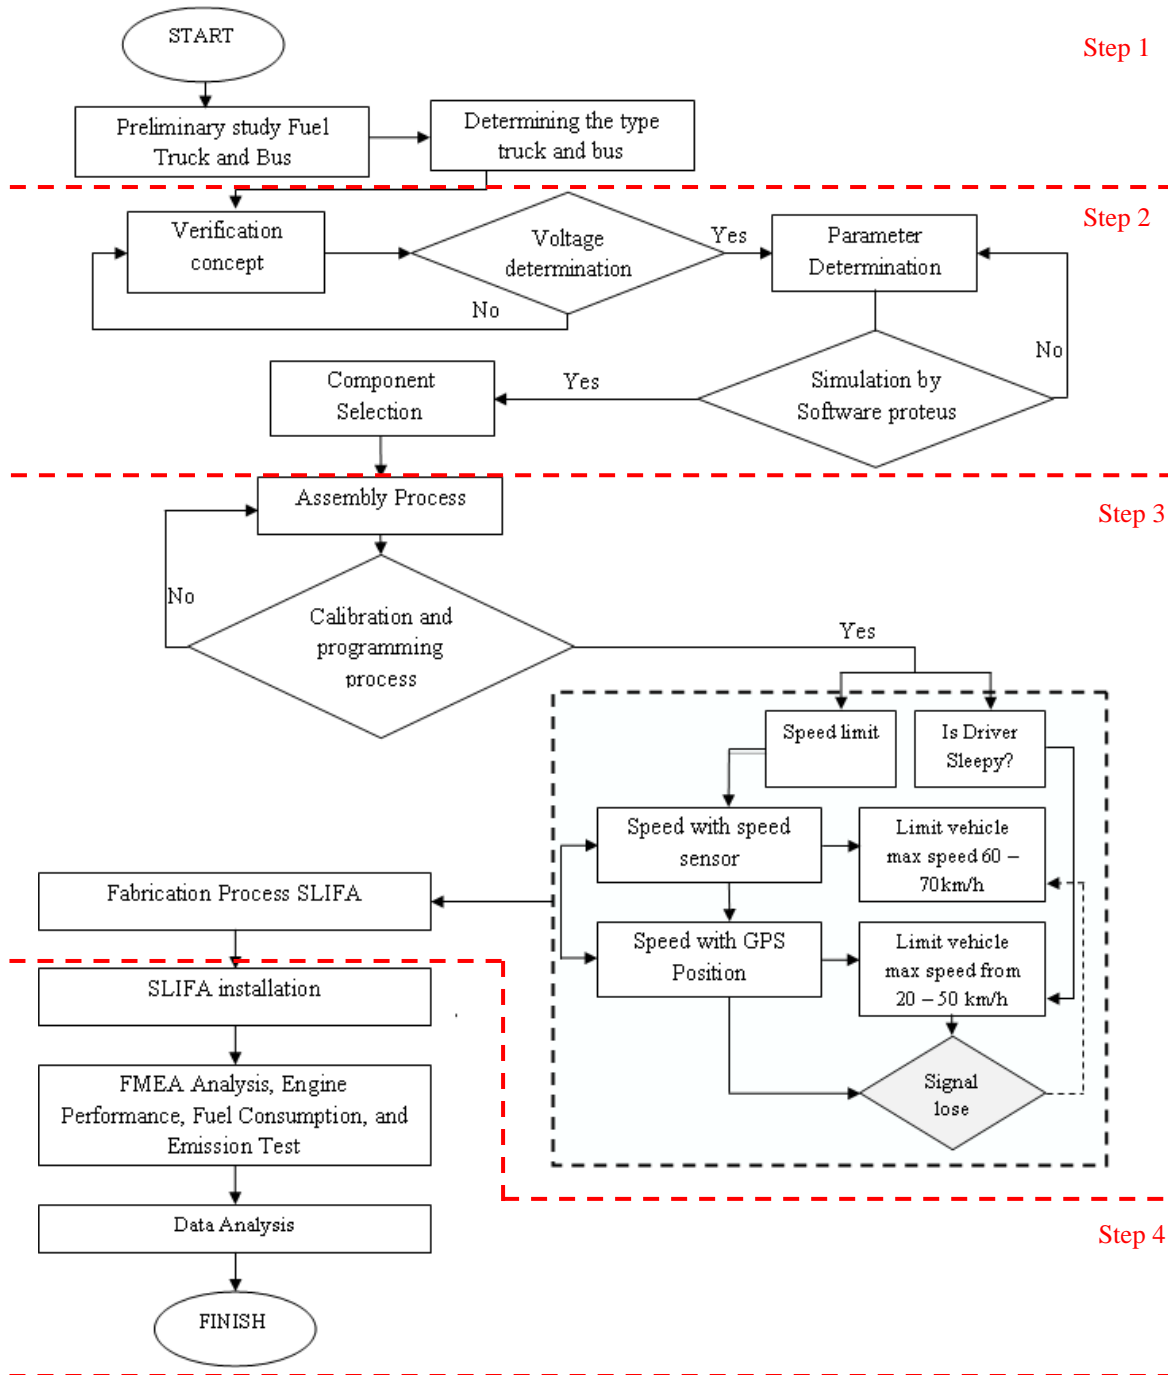 START
Step 1
Preliminary study Fuel
Truck and Bus
Determining the type
truck and bus
Step 2
Verification
concept
Voltage
determination
Yes
Parameter
Determination
No
No
Component
Selection
Yes
Simulation by
Software proteus
Assembly Process
Step 3
No
Calibration and
programming
process
Yes
Speed limit
Is Driver
Sleepy?
Speed with speed
sensor
Limit vehicle
max speed 60 –
70km/h
Fabrication Process SLIFA
Speed with GPS
Position
Limit vehicle
max speed from
20 – 50 km/h
SLIFA installation
Signal
lose
FMEA Analysis, Engine
Performance, Fuel Consumption, and
Emission Test
Data Analysis
Step 4
FINISH